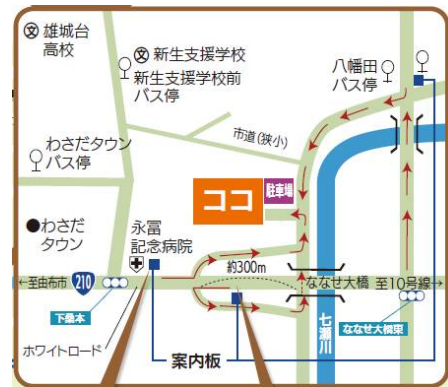 文 雄城台
高校
文 新生支援学校
新生支援学校前
バス停
八幡田
バス停
市道(狭小)
わさだタウン
バス停
ココ
駐車場
●わさだ
タウン
永冨
記念病院
約300m
←至由布市
210
ななせ大橋
至10号線→
下桑本
ななせ大橋東
七瀬川
ホワイトロード
案内板